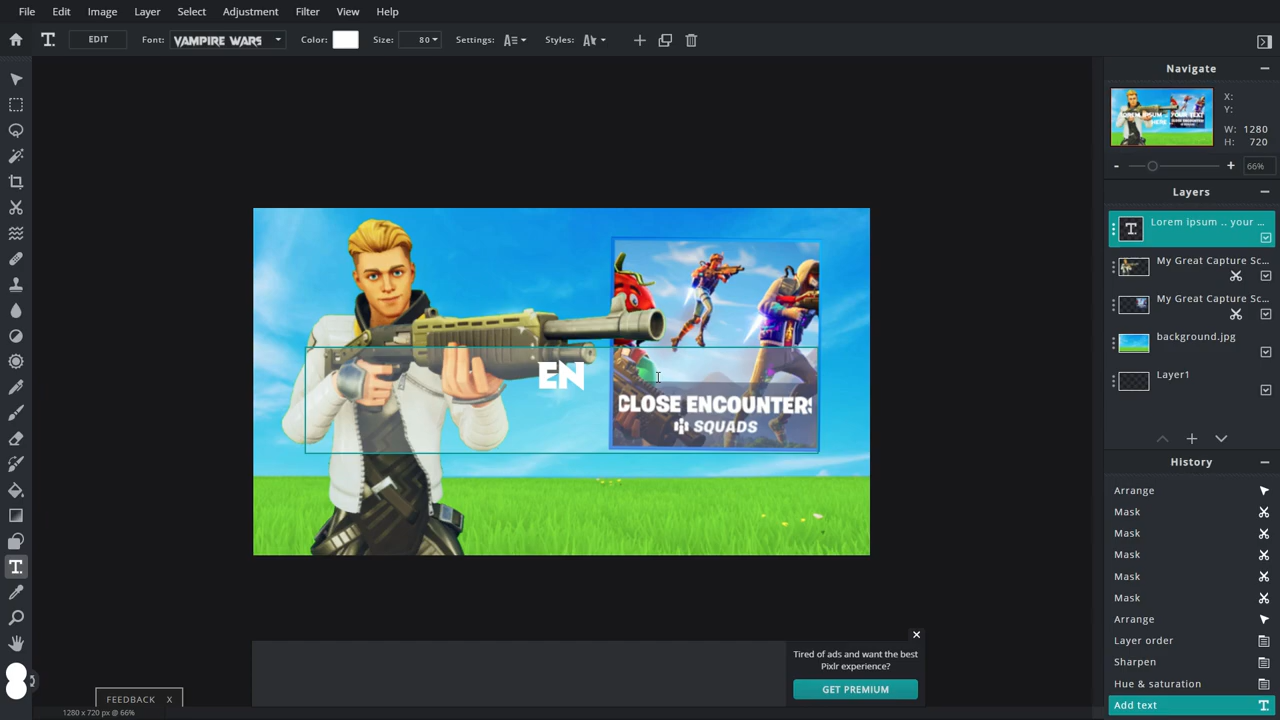 File Edit Image Layer Select Adjustment Filter View Help
T. EDIT Font: VAMPIRE WARS Color: Size: 80 Settings: Styles:
Navigate
X:
Y:
W: 1280
H: 720
- + 66%
Layers
T. Lorem ipsum .. your ...
My Great Capture Sc...
My Great Capture Sc...
background.jpg
Layer1
EN
CLOSE ENCOUNTERS
SQUADS
History
Arrange
Mask
Mask
Mask
Mask
Mask
Arrange
Layer order
Sharpen
Hue & saturation
Add text T.
T.
Tired of ads and want the best
Pixlr experience?
GET PREMIUM
FEEDBACK X
1280 x 720 px @ 66%